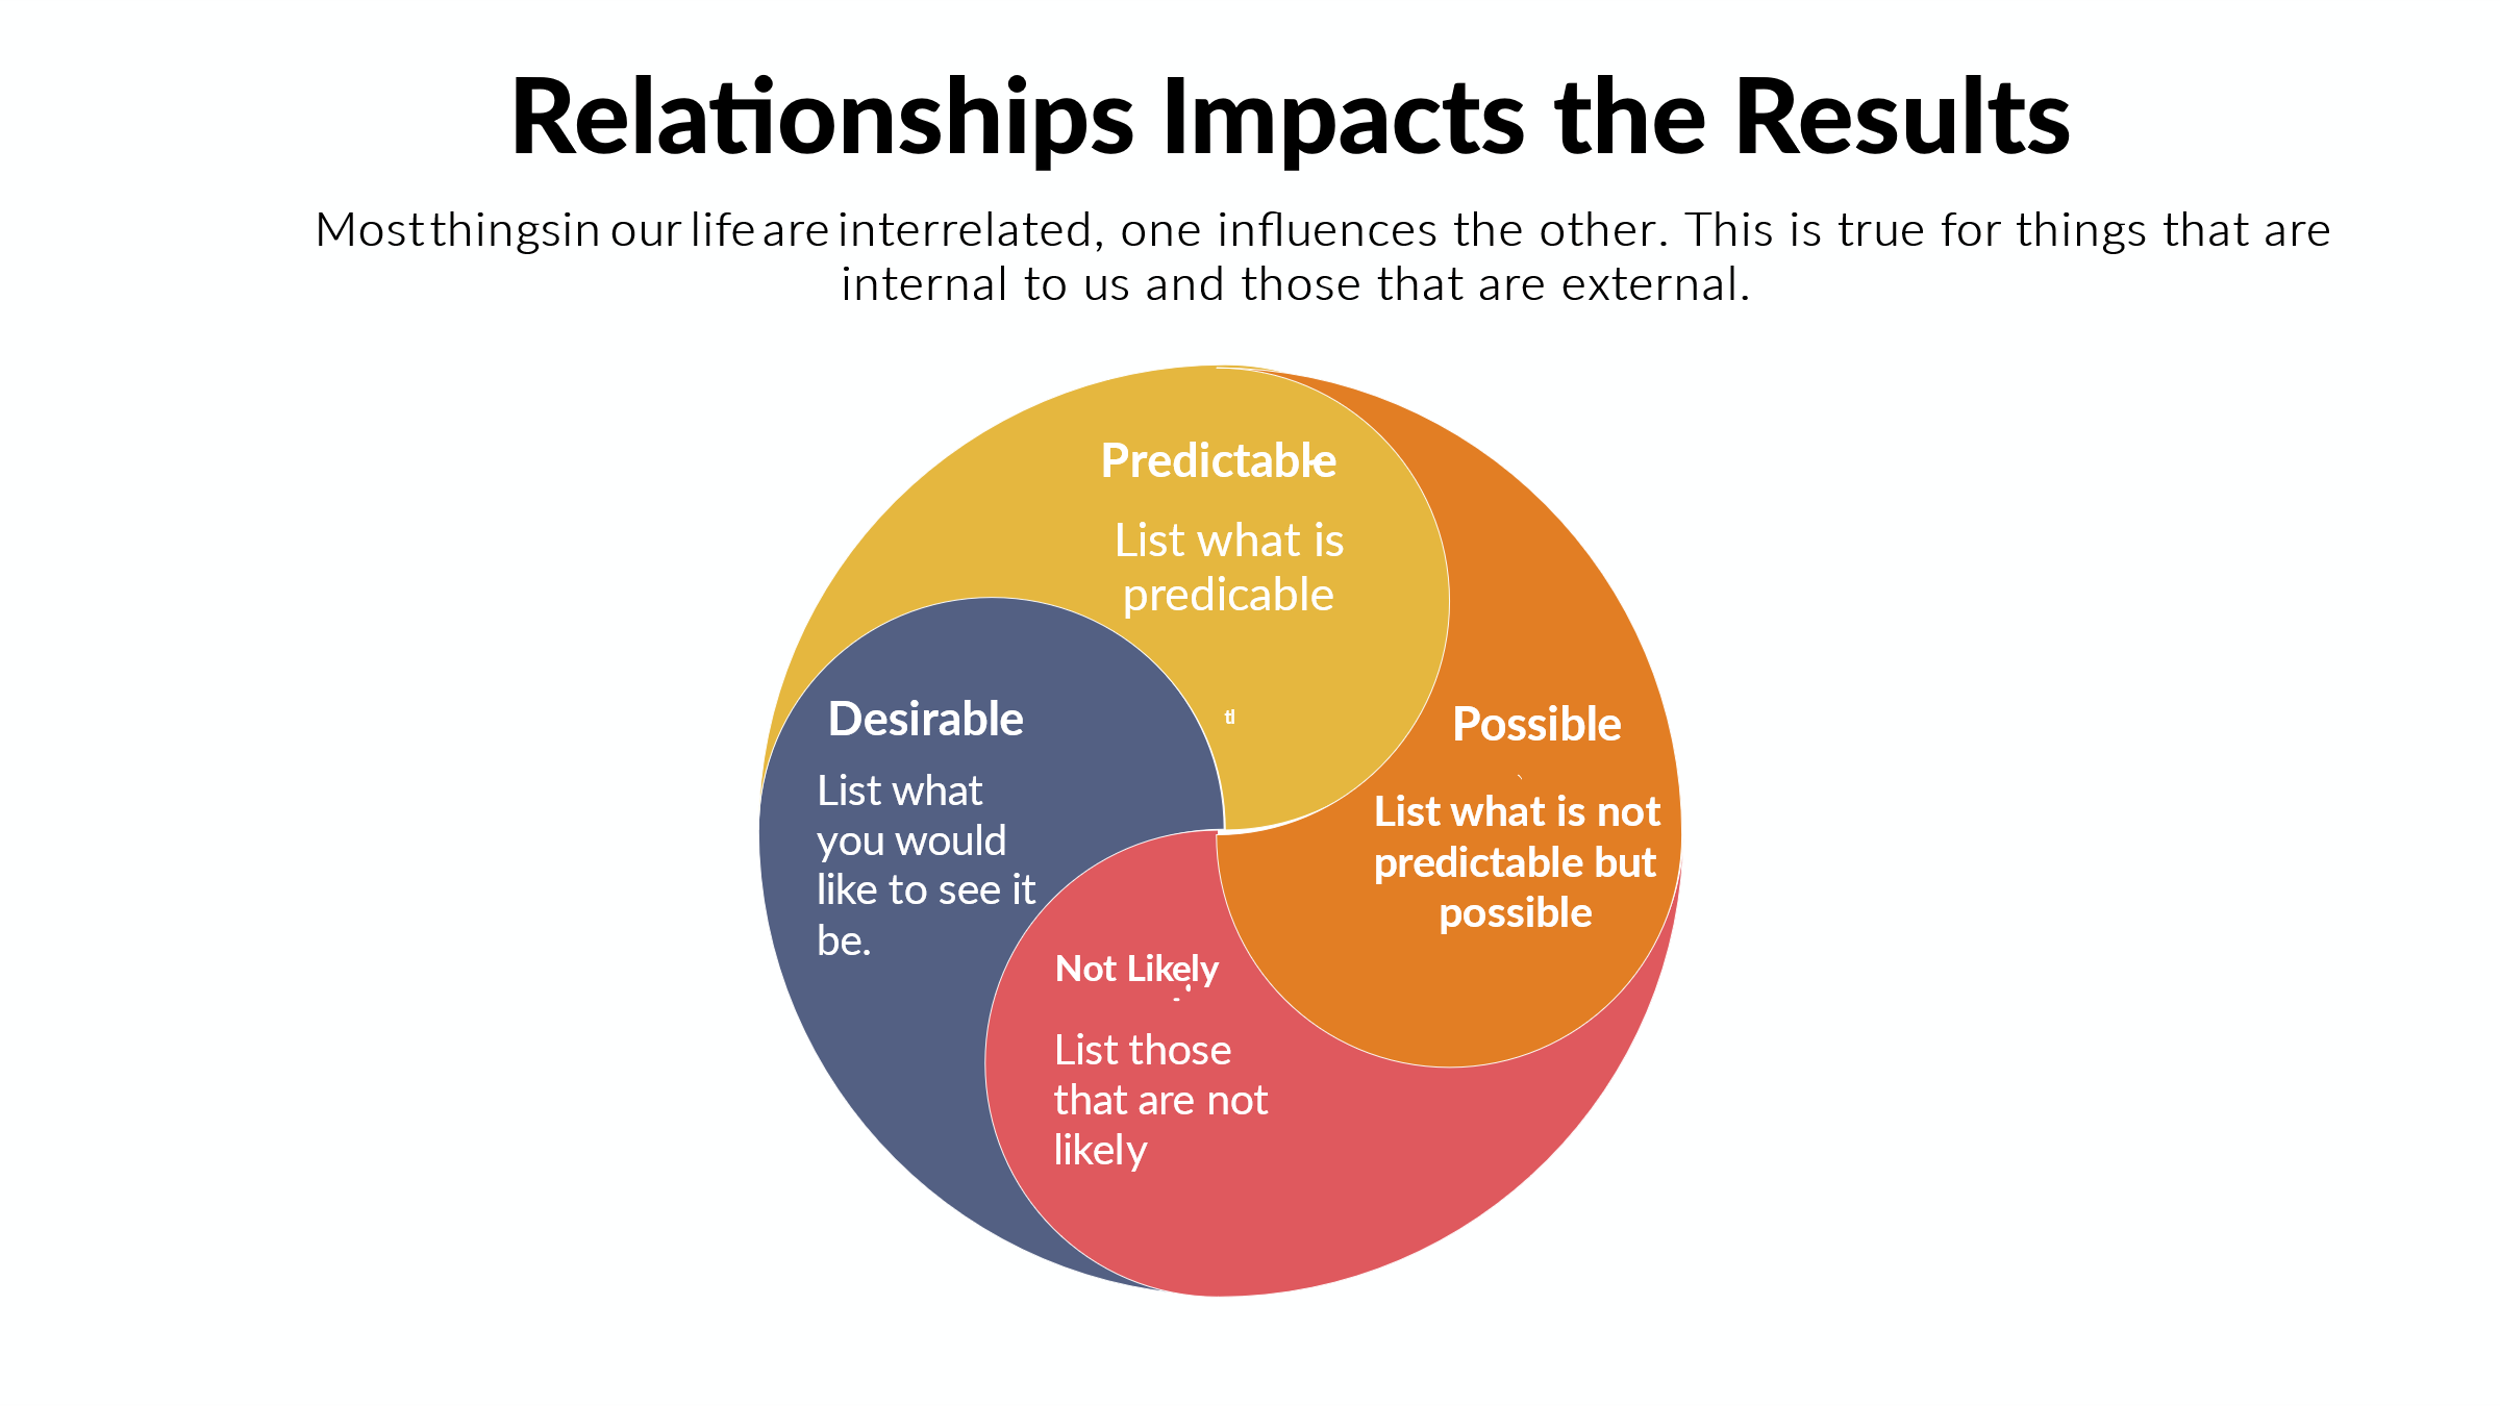 Relationships Impacts the Results
Most things in our life are interrelated, one influences the other. This is true for things that are
internal to us and those that are external.
Predictable
List what is
predicable
tl
Desirable
List what
you would
like to see it
be.
Possible
List what is not
predictable but
possible
Not Likely
List those
that are not
likely